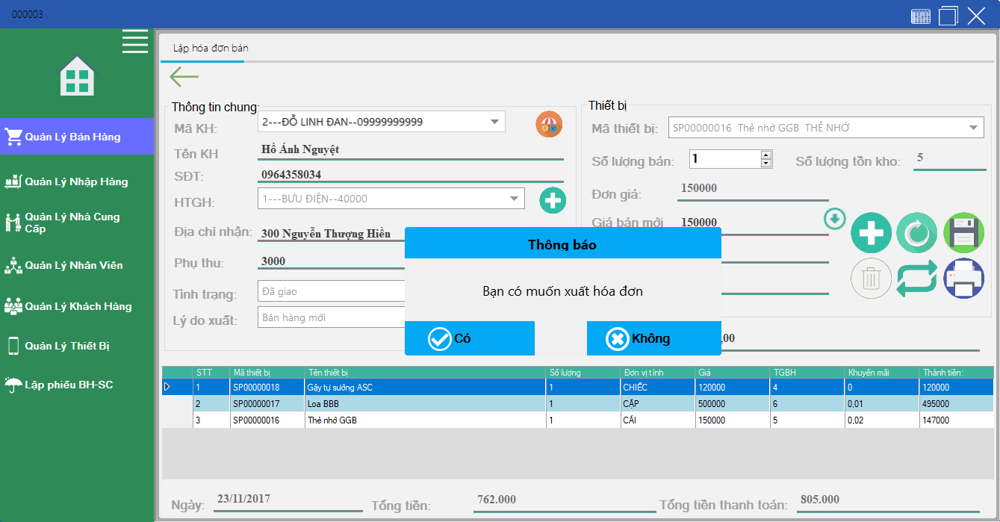 000003
Lập hóa đơn bán
Quản Lý Bán Hàng
Quản Lý Nhập Hàng
Quản Lý Nhà Cung
Cấp
Quản Lý Nhân Viên
Quản Lý Khách Hàng
Quản Lý Thiết Bị
Lập phiếu BH-SC
Thông tin chung:
Mã KH: 2---ĐỖ LINH ĐAN--09999999999
Tên KH Hồ Ánh Nguyệt
SĐT: 0964358034
HTGH: 1---BƯU ĐIỆN--40000
Địa chỉ nhận: 300 Nguyễn Thượng Hiền
Phụ thu: 3000
Tình trạng: Đã giao
Lý do xuất: Bán hàng mới
Thiết bị
Mã thiết bị: SP00000016 Thẻ nhớ GGB THẺ NHỚ
Số lượng bán: 1 Số lượng tồn kho: 5
Đơn giá: 150000
Giá bán mới 150000
,00
Thông báo
Bạn có muốn xuất hóa đơn
Có Không
STT Mã thiết bị Tên thiết bị Số lượng Đơn vị tính Giá TGBH Khuyến mãi Thành tiền:
1 SP00000018 Gậy tự sướng ASC 1 CHIẾC 120000 4 0 120000
2 SP00000017 Loa BBB 1 CẶP 500000 6 0,01 495000
3 SP00000016 Thẻ nhớ GGB 1 CÁI 150000 5 0,02 147000
Ngày: 23/11/2017 Tổng tiền: 762.000 Tổng tiền thanh toán: 805.000